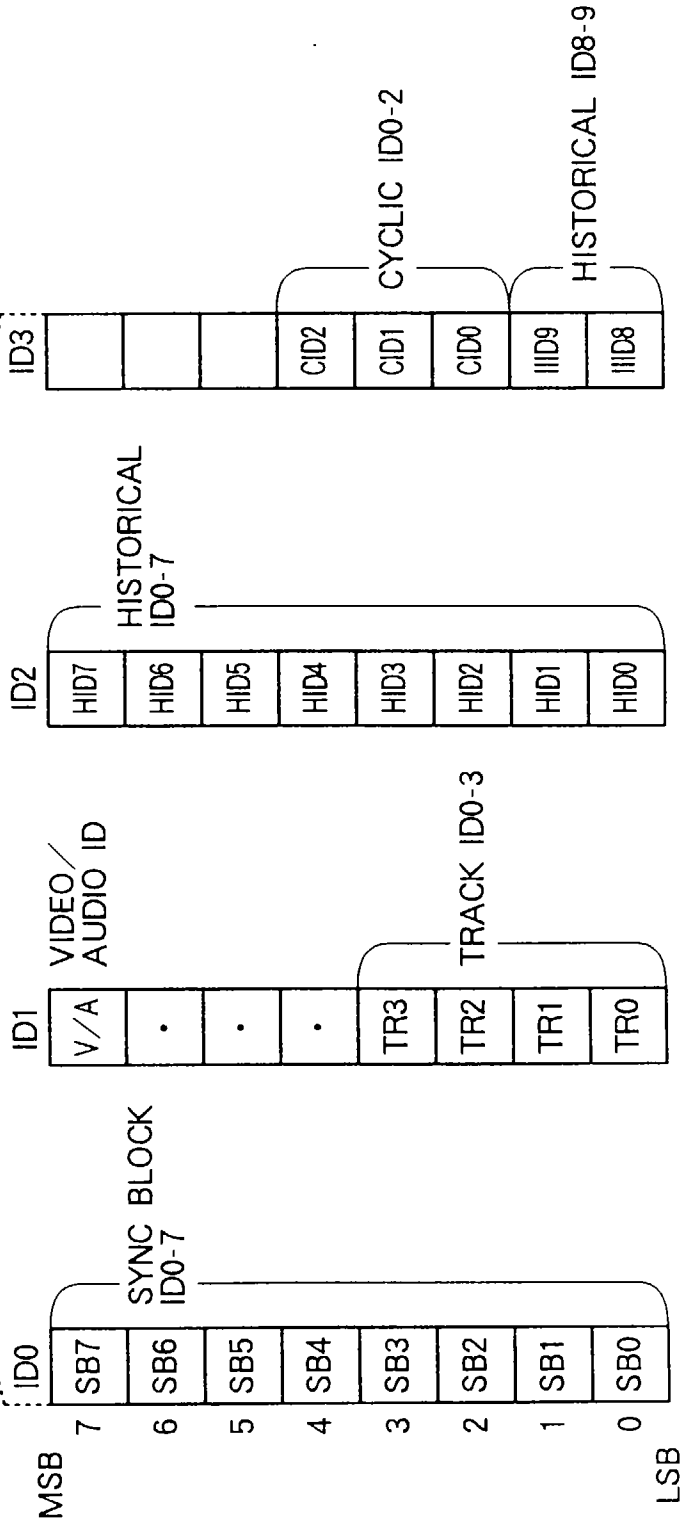 ID0
MSB
7 SB7
6 SB6
5 SB5
4 SB4
3 SB3
2 SB2
1 SB1
0 SB0
LSB
SYNC BLOCK
ID0-7
ID1
V/A
·
·
·
TR3
TR2
TR1
TR0
VIDEO/
AUDIO ID
TRACK ID0-3
ID2
HID7
HID6
HID5
HID4
HID3
HID2
HID1
HID0
HISTORICAL
ID0-7
ID3
CID2
CID1
CID0
IIID9
IIID8
CYCLIC ID0-2
HISTORICAL ID8-9